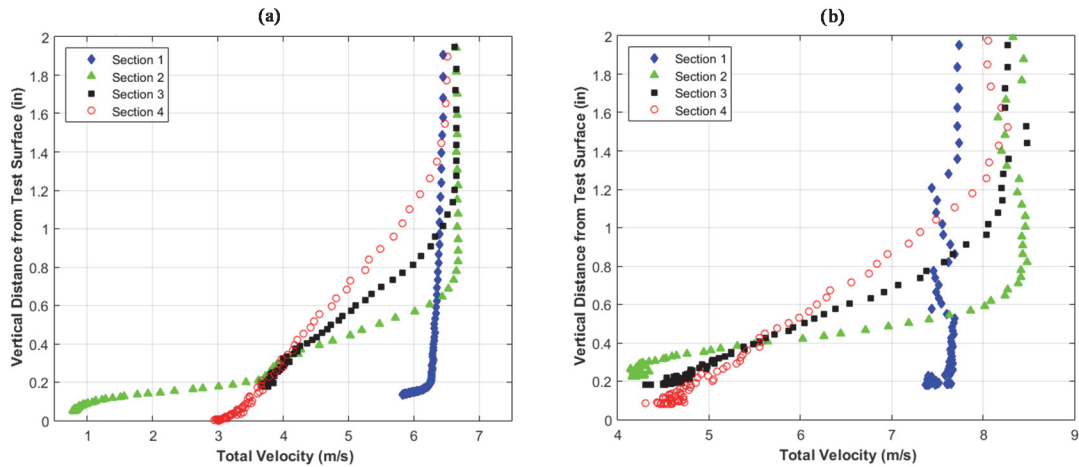 (a)
Vertical Distance from Test Surface (in)
2
1.8
1.6
1.4
1.2
1
0.8
0.6
0.4
0.2
0
Section 1
Section 2
Section 3
Section 4
1 2 3 4 5 6 7
Total Velocity (m/s)
(b)
Vertical Distance from Test Surface (in)
2
1.8
1.6
1.4
1.2
1
0.8
0.6
0.4
0.2
0
Section 1
Section 2
Section 3
Section 4
4 5 6 7 8 9
Total Velocity (m/s)